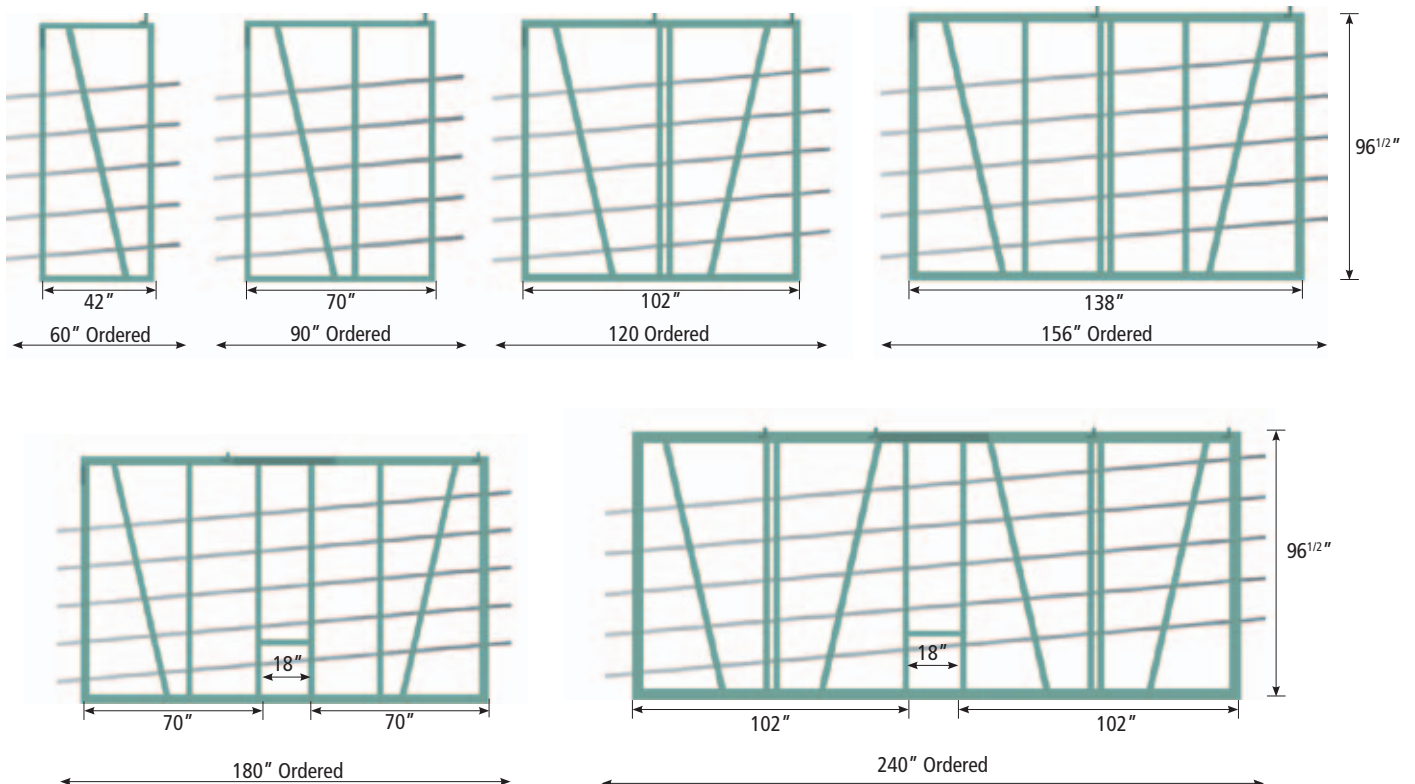 42″
60″ Ordered
70″
90″ Ordered
102″
120 Ordered
138″
156″ Ordered
96 1/2″
18″
70″
70″
180″ Ordered
18″
102″
102″
240″ Ordered
96 1/2″